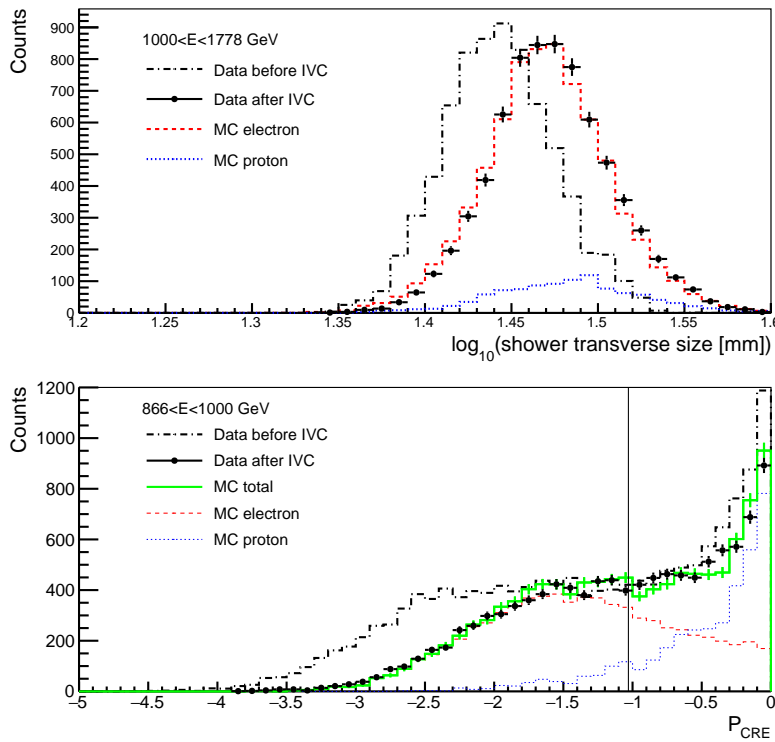 Counts
1000<E<1778 GeV
Data before IVC
Data after IVC
MC electron
MC proton
900
800
700
600
500
400
300
200
100
0
1.2 1.25 1.3 1.35 1.4 1.45 1.5 1.55 1.6
log₁₀(shower transverse size [mm])
Counts
866<E<1000 GeV
Data before IVC
Data after IVC
MC total
MC electron
MC proton
1200
1000
800
600
400
200
0
−5 −4.5 −4 −3.5 −3 −2.5 −2 −1.5 −1 −0.5 0
P_CRE